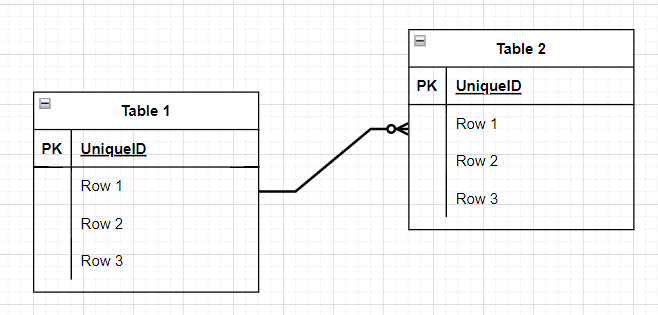 Table 1
PK UniqueID
Row 1
Row 2
Row 3
Table 2
PK UniqueID
Row 1
Row 2
Row 3